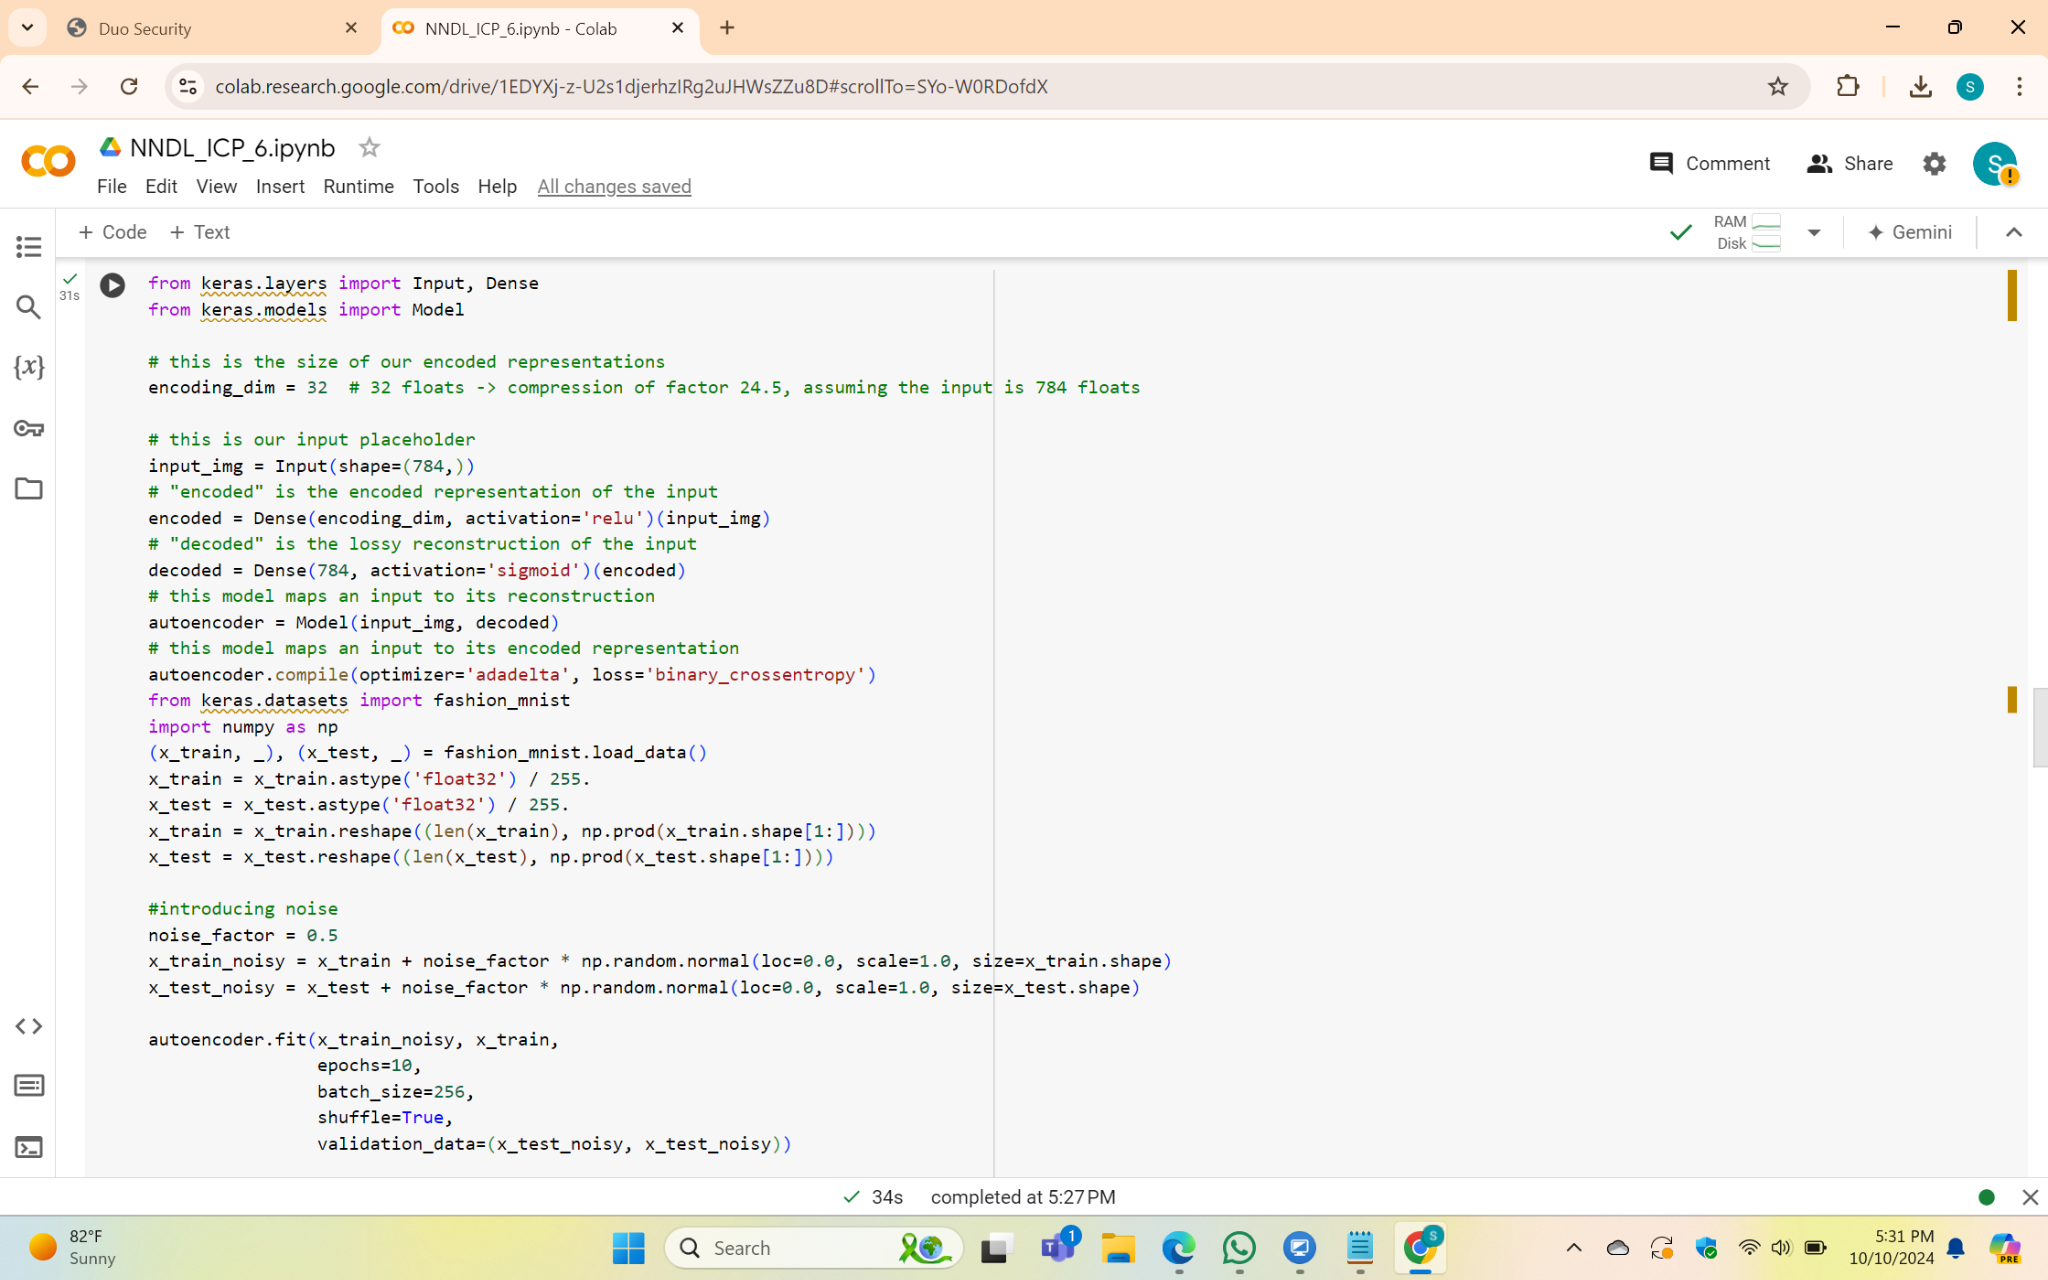 Duo Security
NNDL_ICP_6.ipynb - Colab
colab.research.google.com/drive/1EDYXj-z-U2s1djerhzIRg2uJHWsZZu8D#scrollTo=SYo-W0RDofdX
S
NNDL_ICP_6.ipynb
File Edit View Insert Runtime Tools Help All changes saved
Comment Share S
+ Code + Text
RAM
Disk
Gemini
31s
from keras.layers import Input, Dense
from keras.models import Model
# this is the size of our encoded representations
encoding_dim = 32  # 32 floats -> compression of factor 24.5, assuming the input is 784 floats
# this is our input placeholder
input_img = Input(shape=(784,))
# "encoded" is the encoded representation of the input
encoded = Dense(encoding_dim, activation='relu')(input_img)
# "decoded" is the lossy reconstruction of the input
decoded = Dense(784, activation='sigmoid')(encoded)
# this model maps an input to its reconstruction
autoencoder = Model(input_img, decoded)
# this model maps an input to its encoded representation
autoencoder.compile(optimizer='adadelta', loss='binary_crossentropy')
from keras.datasets import fashion_mnist
import numpy as np
(x_train, _), (x_test, _) = fashion_mnist.load_data()
x_train = x_train.astype('float32') / 255.
x_test = x_test.astype('float32') / 255.
x_train = x_train.reshape((len(x_train), np.prod(x_train.shape[1:])))
x_test = x_test.reshape((len(x_test), np.prod(x_test.shape[1:])))
#introducing noise
noise_factor = 0.5
x_train_noisy = x_train + noise_factor * np.random.normal(loc=0.0, scale=1.0, size=x_train.shape)
x_test_noisy = x_test + noise_factor * np.random.normal(loc=0.0, scale=1.0, size=x_test.shape)
autoencoder.fit(x_train_noisy, x_train,
epochs=10,
batch_size=256,
shuffle=True,
validation_data=(x_test_noisy, x_test_noisy))
34s completed at 5:27 PM
82°F
Sunny
Search
1
S
5:31 PM
10/10/2024
PRE